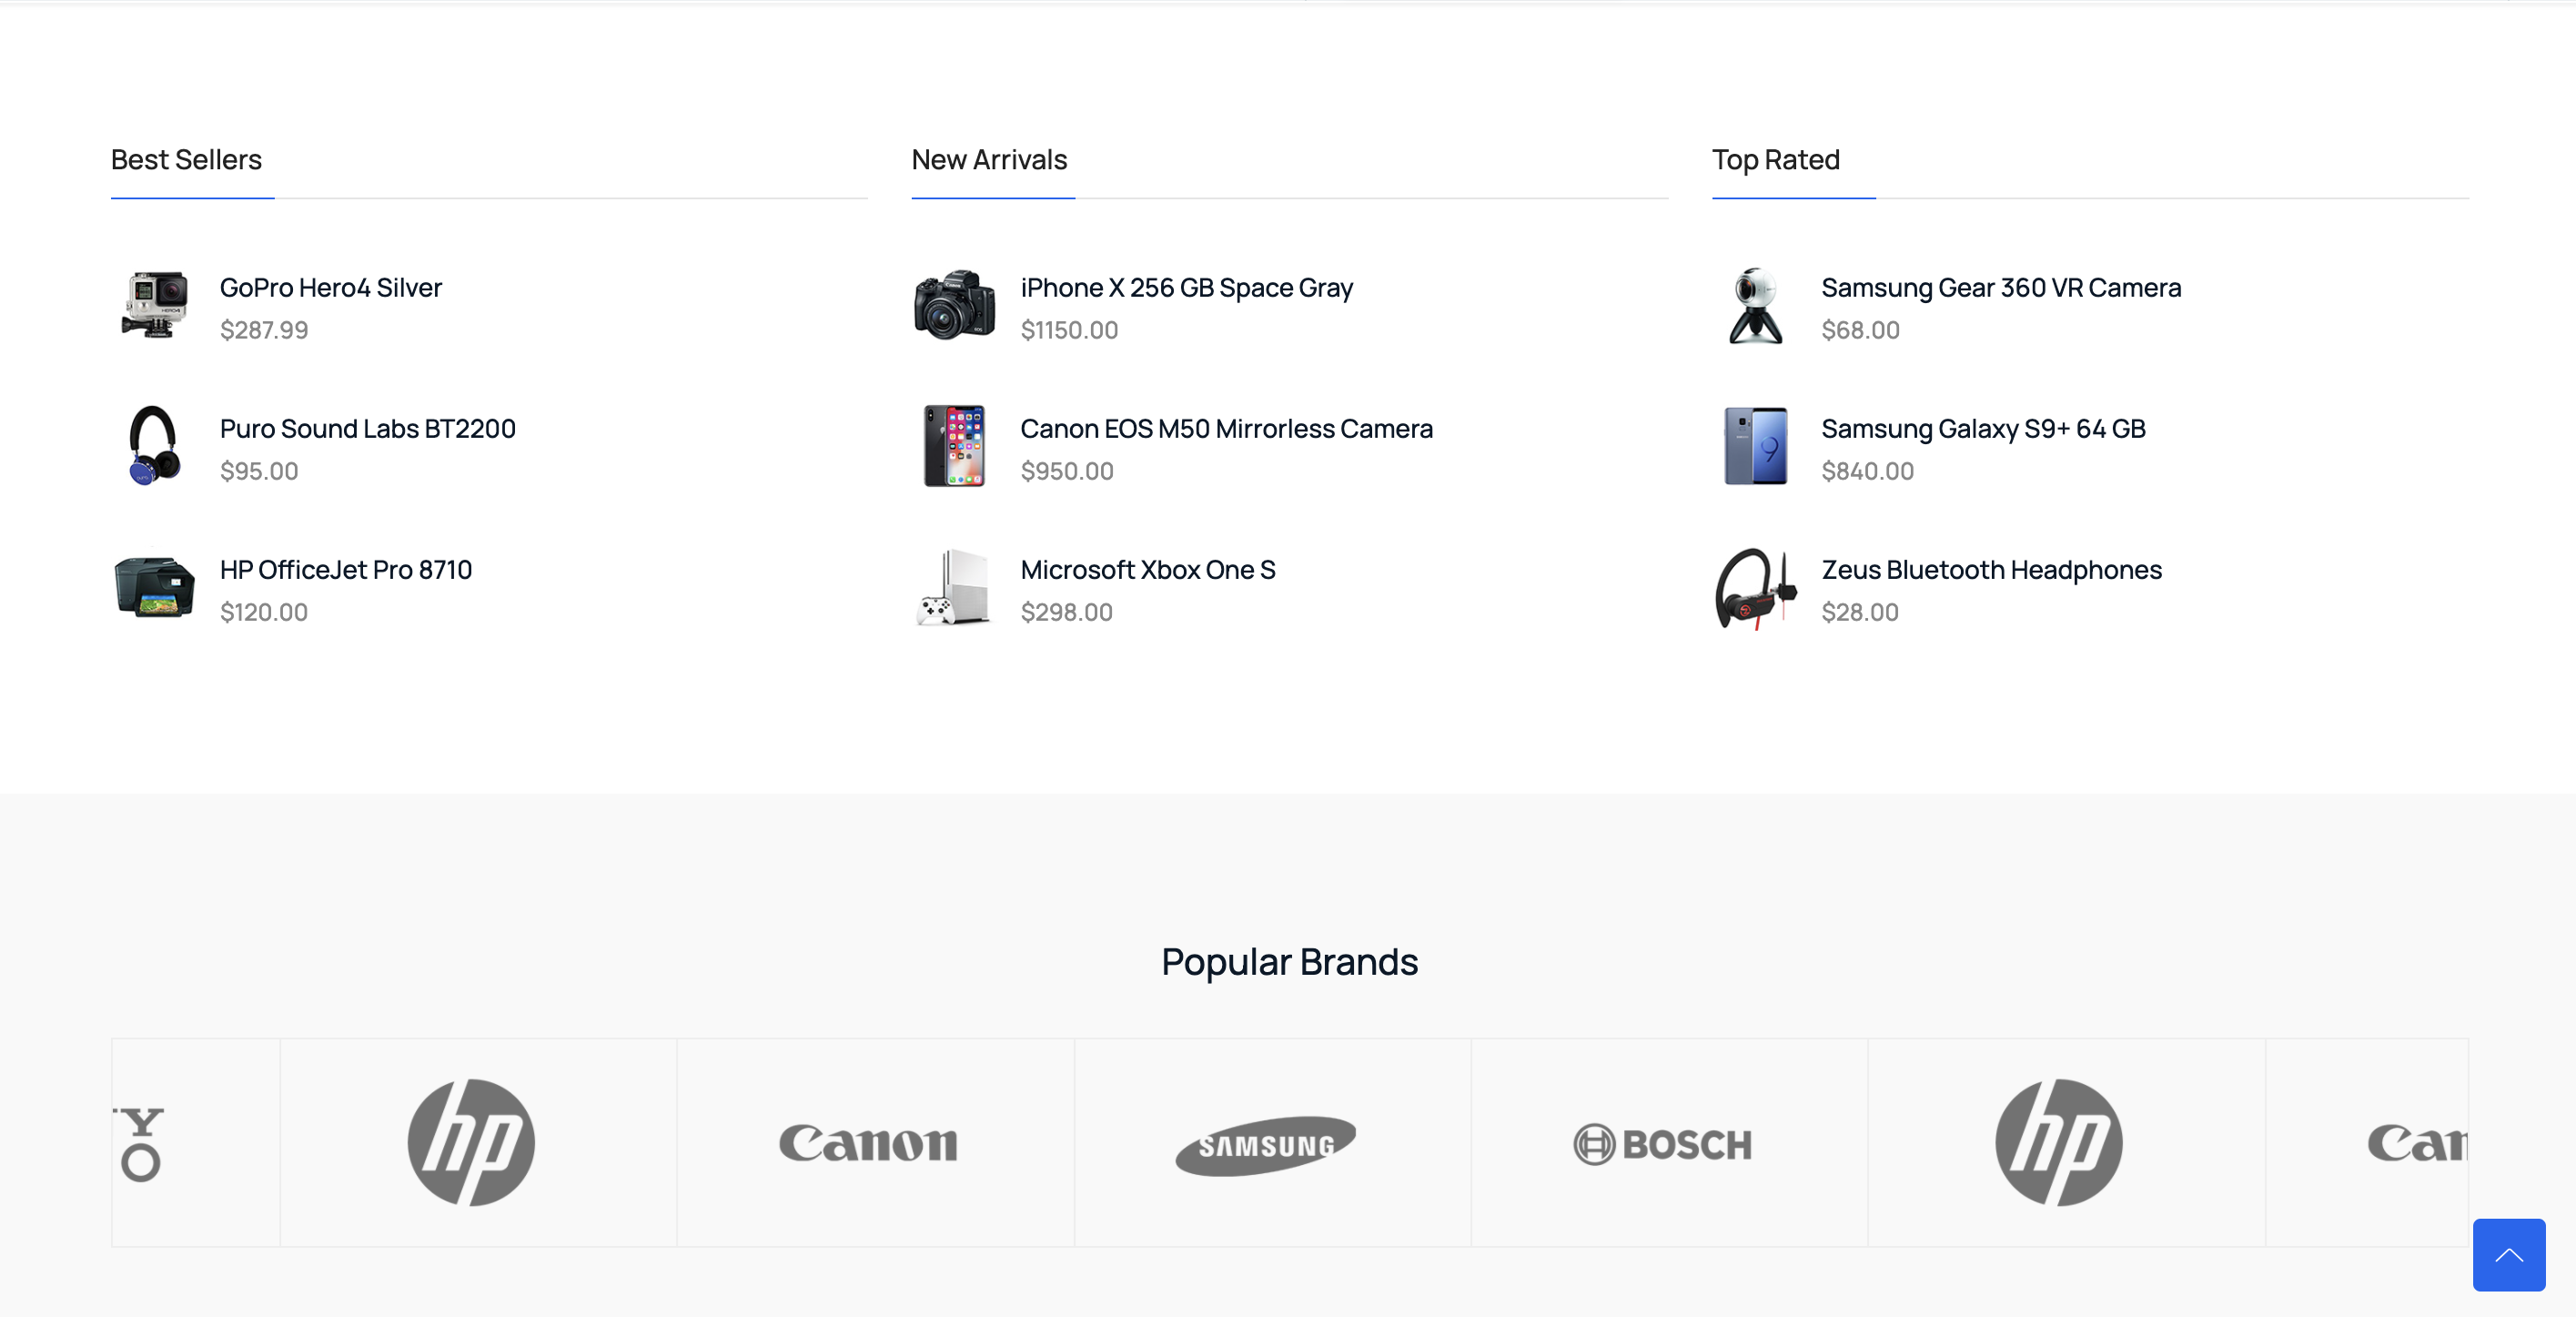 Best Sellers
GoPro Hero4 Silver
$287.99
Puro Sound Labs BT2200
$95.00
HP OfficeJet Pro 8710
$120.00
New Arrivals
iPhone X 256 GB Space Gray
$1150.00
Canon EOS M50 Mirrorless Camera
$950.00
Microsoft Xbox One S
$298.00
Top Rated
Samsung Gear 360 VR Camera
$68.00
Samsung Galaxy S9+ 64 GB
$840.00
Zeus Bluetooth Headphones
$28.00
Popular Brands
Y
O
hp
Canon
SAMSUNG
BOSCH
hp
Can